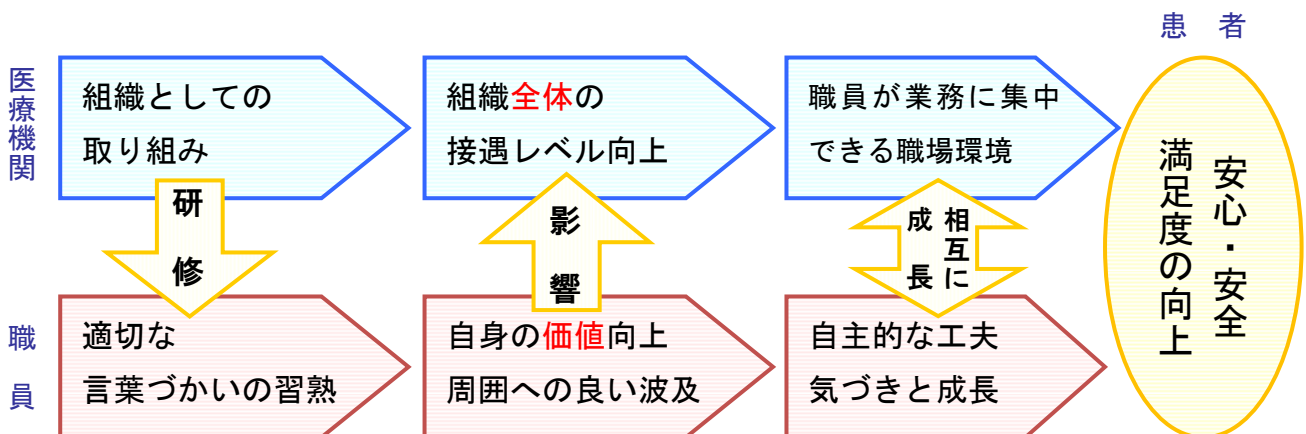 患者
医療機関
組織としての
取り組み
組織全体の
接遇レベル向上
職員が業務に集中
できる職場環境
研修
影響
相互に
成長
安心・安全
満足度の向上
職員
適切な
言葉づかいの習熟
自身の価値向上
周囲への良い波及
自主的な工夫
気づきと成長